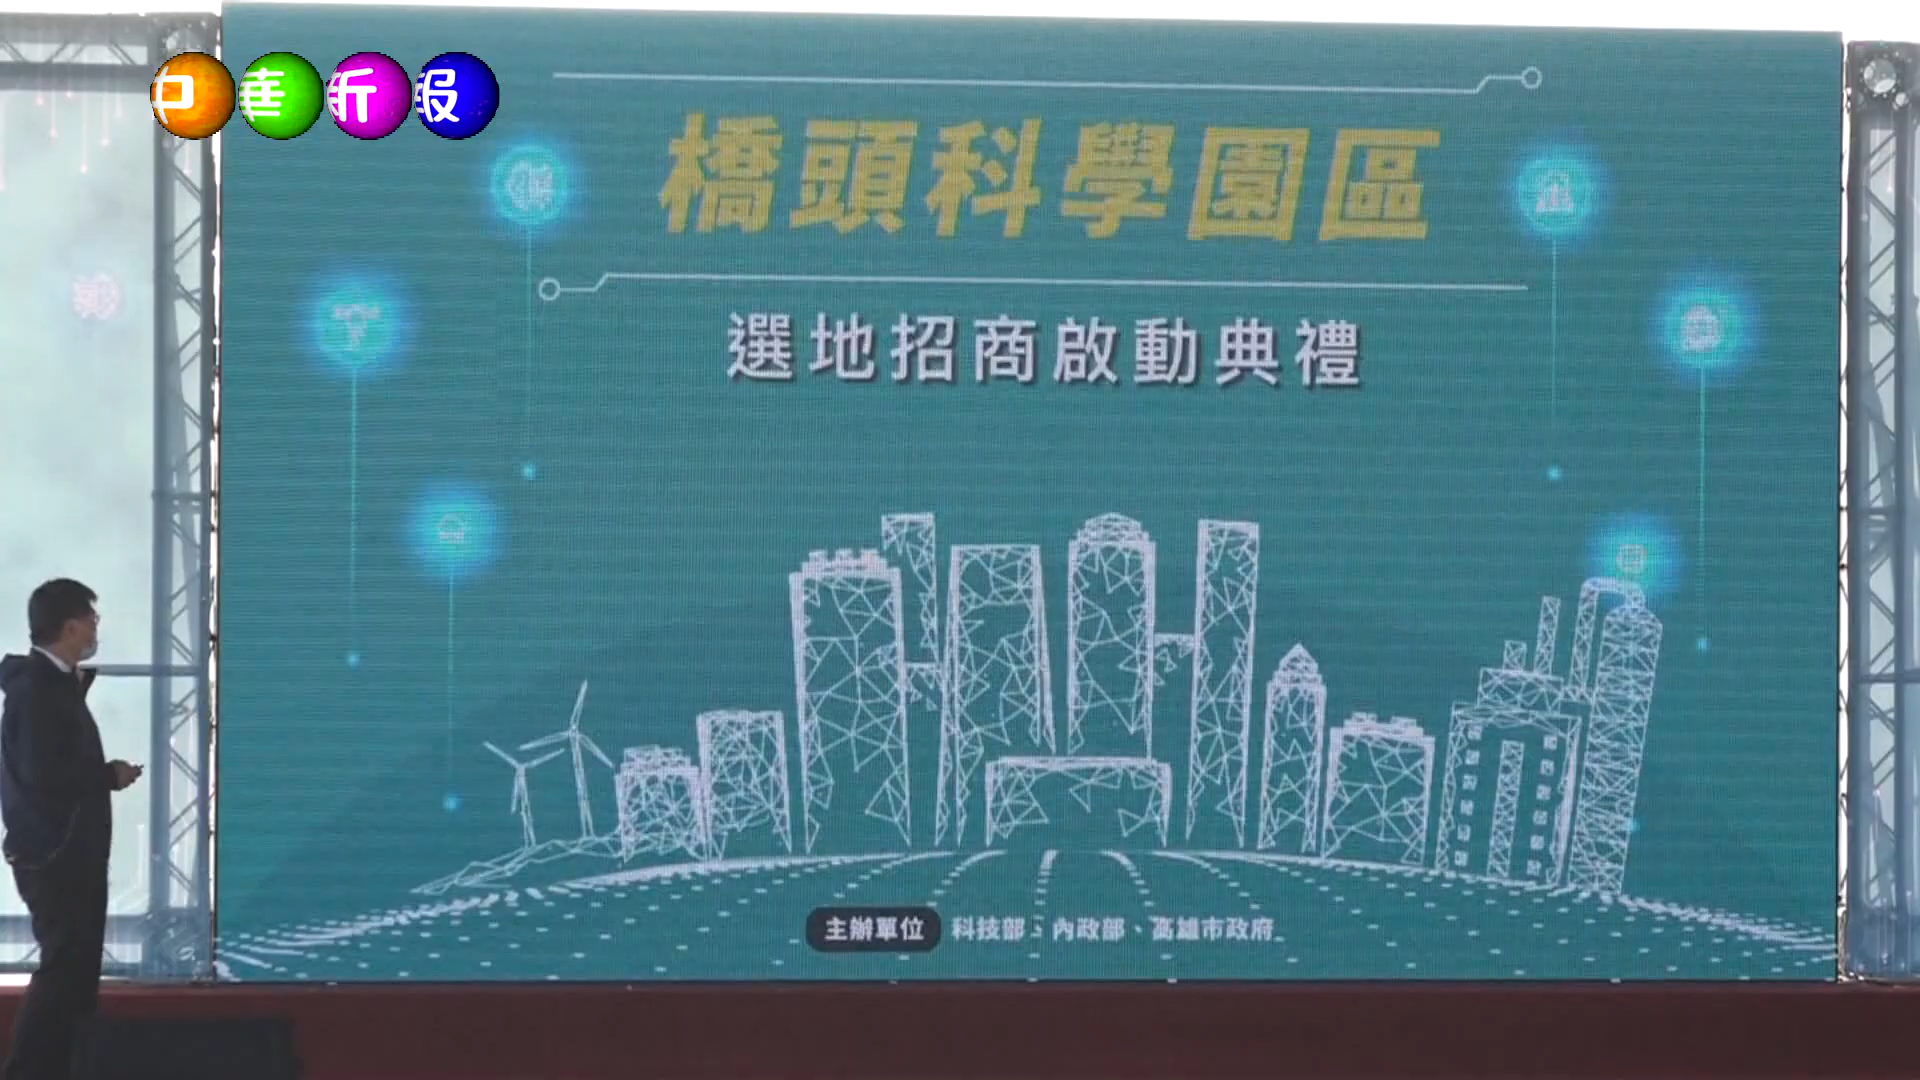 中華新報
橋頭科學園區
選地招商啟動典禮
主辦單位 科技部、內政部、高雄市政府